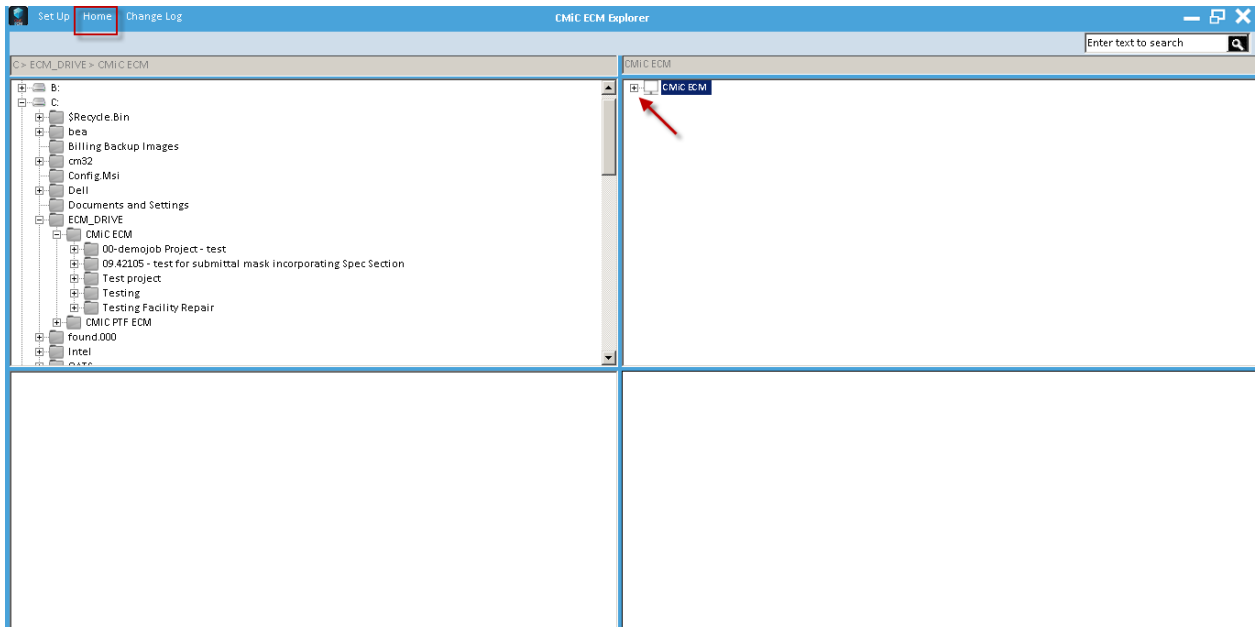 Set Up Home Change Log
CMiC ECM Explorer
Enter text to search
C > ECM_DRIVE > CMiC ECM
CMiC ECM
B:
C:
$Recycle.Bin
bea
Billing Backup Images
cm32
Config.Msi
Dell
Documents and Settings
ECM_DRIVE
CMiC ECM
00-demojob Project - test
09.42105 - test for submittal mask incorporating Spec Section
Test project
Testing
Testing Facility Repair
CMIC PTF ECM
found.000
Intel
CMiC ECM